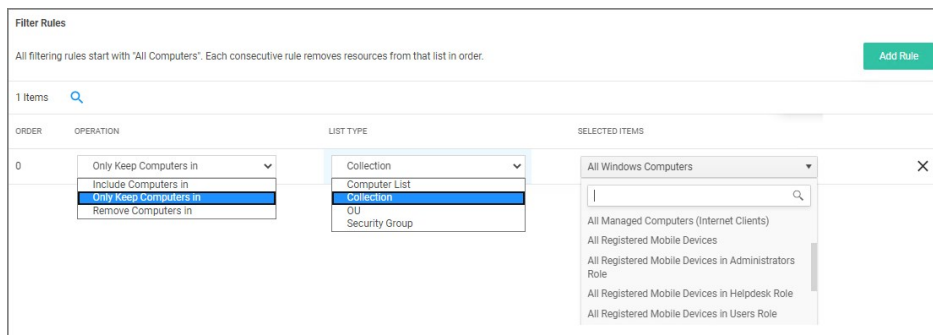 Filter Rules
All filtering rules start with "All Computers". Each consecutive rule removes resources from that list in order.
Add Rule
1 Items
ORDER OPERATION LIST TYPE SELECTED ITEMS
0 Only Keep Computers in Collection All Windows Computers
Include Computers in Computer List
Only Keep Computers in Collection
Remove Computers in OU
Security Group
All Managed Computers (Internet Clients)
All Registered Mobile Devices
All Registered Mobile Devices in Administrators
Role
All Registered Mobile Devices in Helpdesk Role
All Registered Mobile Devices in Users Role